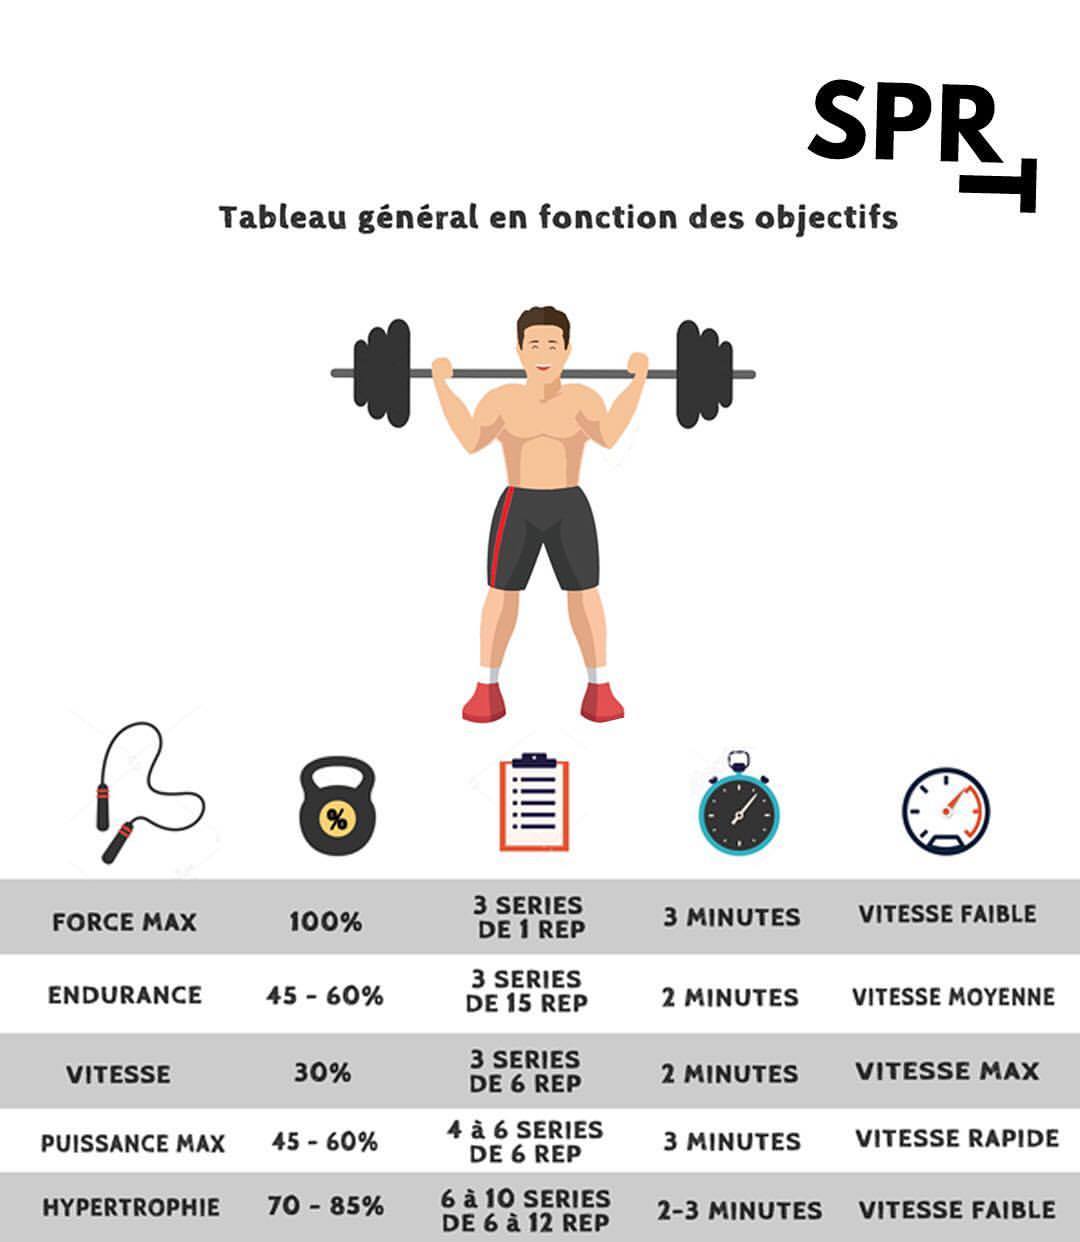 SPRT
Tableau général en fonction des objectifs
%
FORCE MAX
100%
3 SERIES
DE 1 REP
3 MINUTES
VITESSE FAIBLE
ENDURANCE
45 - 60%
3 SERIES
DE 15 REP
2 MINUTES
VITESSE MOYENNE
VITESSE
30%
3 SERIES
DE 6 REP
2 MINUTES
VITESSE MAX
PUISSANCE MAX
45 - 60%
4 à 6 SERIES
DE 6 REP
3 MINUTES
VITESSE RAPIDE
HYPERTROPHIE
70 - 85%
6 à 10 SERIES
DE 6 à 12 REP
2-3 MINUTES
VITESSE FAIBLE